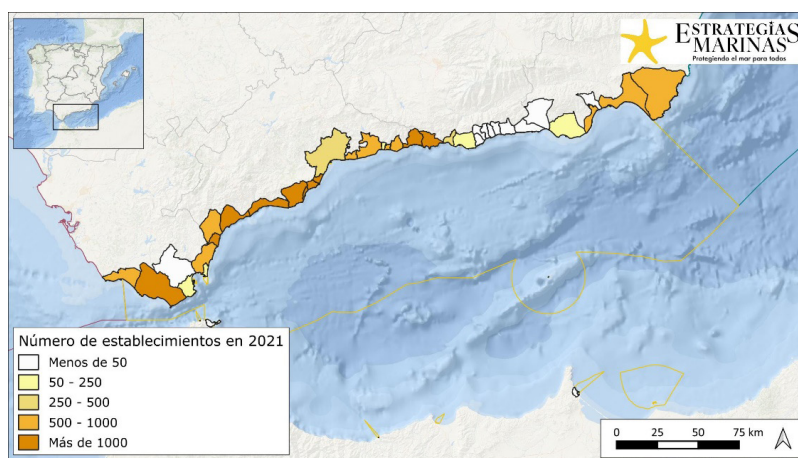 ESTRATEGIAS
MARINAS
Protegiendo el mar para todos
Número de establecimientos en 2021
Menos de 50
50 - 250
250 - 500
500 - 1000
Más de 1000
0 25 50 75 km